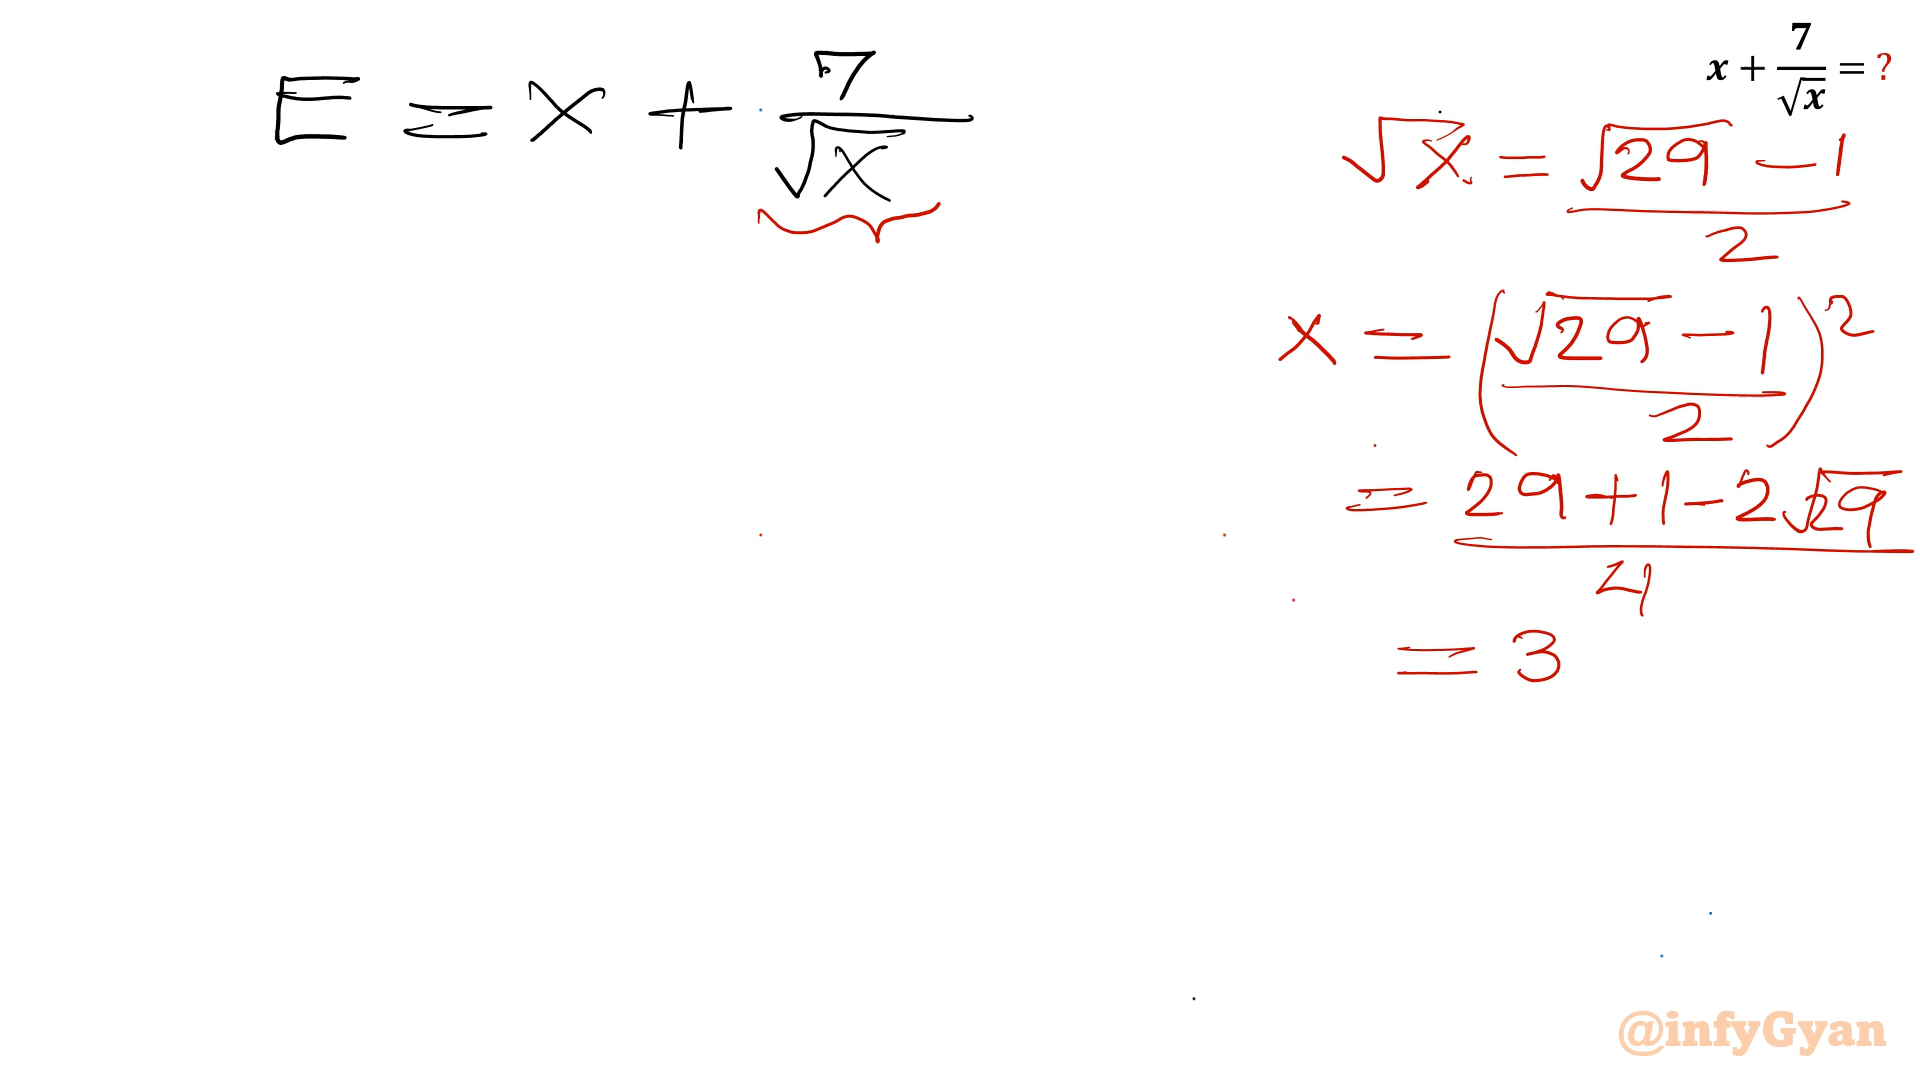 E = x + 7/√x
x + 7/√x = ?
√x = (√29 − 1)/2
x = ((√29 − 1)/2)²
= (29 + 1 − 2√29)/4
= 3
@infyGyan